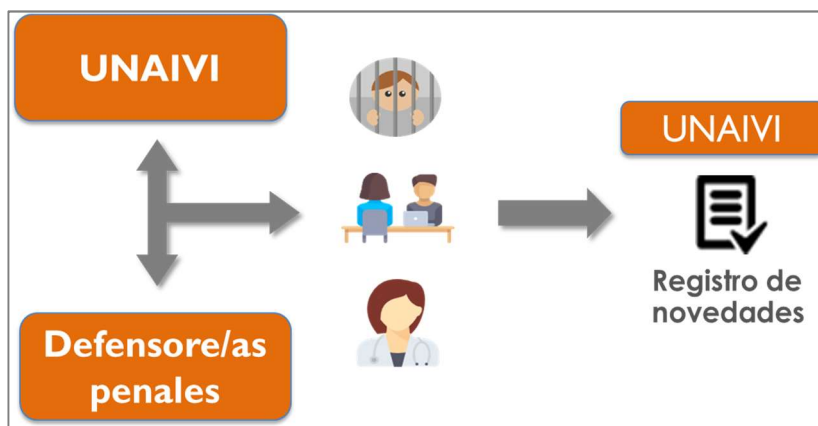 UNAIVI
UNAIVI
Registro de
novedades
Defensore/as
penales